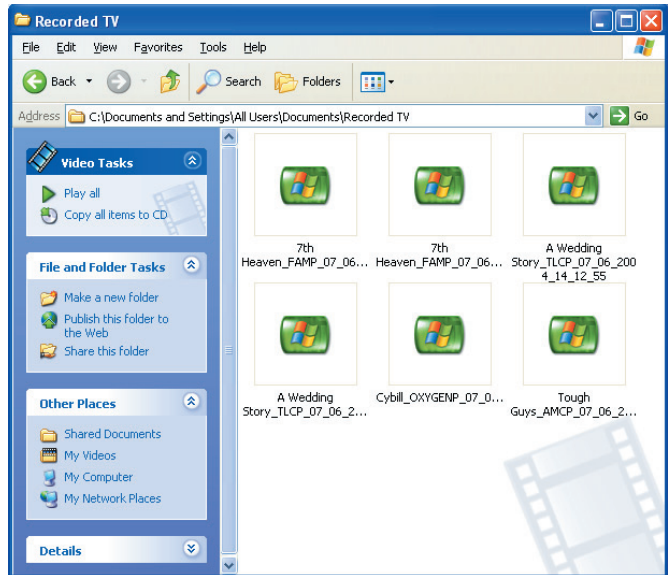 Recorded TV
File Edit View Favorites Tools Help
Back Search Folders
Address C:\Documents and Settings\All Users\Documents\Recorded TV Go
Video Tasks
Play all
Copy all items to CD
File and Folder Tasks
Make a new folder
Publish this folder to
the Web
Share this folder
Other Places
Shared Documents
My Videos
My Computer
My Network Places
Details
7th
Heaven_FAMP_07_06...
7th
Heaven_FAMP_07_06...
A Wedding
Story_TLCP_07_06_200
4_14_12_55
A Wedding
Story_TLCP_07_06_2...
Cybill_OXYGENP_07_0...
Tough
Guys_AMCP_07_06_2...